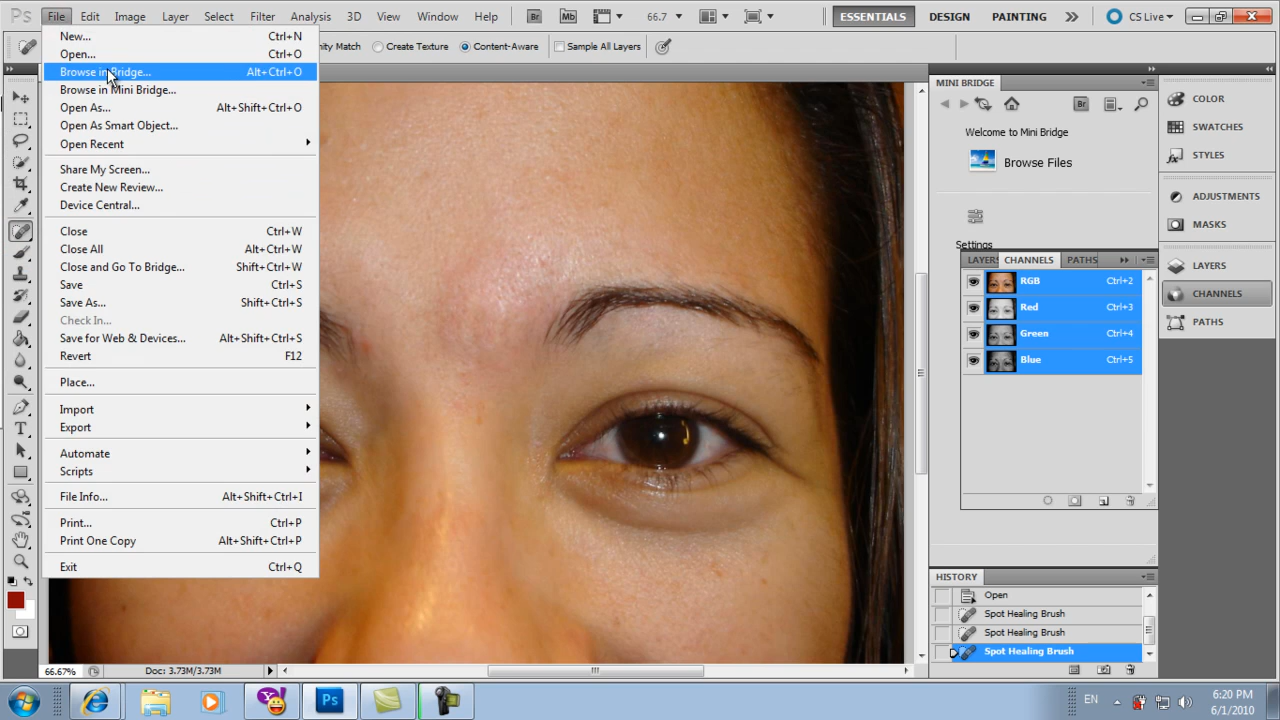 Ps File Edit Image Layer Select Filter Analysis 3D View Window Help Br Mb 66.7 ESSENTIALS DESIGN PAINTING CS Live
Create Texture Content-Aware Sample All Layers
New... Ctrl+N
Open... Ctrl+O
Browse in Bridge... Alt+Ctrl+O
Browse in Mini Bridge...
Open As... Alt+Shift+Ctrl+O
Open As Smart Object...
Open Recent
Share My Screen...
Create New Review...
Device Central...
Close Ctrl+W
Close All Alt+Ctrl+W
Close and Go To Bridge... Shift+Ctrl+W
Save Ctrl+S
Save As... Shift+Ctrl+S
Check In...
Save for Web & Devices... Alt+Shift+Ctrl+S
Revert F12
Place...
Import
Export
Automate
Scripts
File Info... Alt+Shift+Ctrl+I
Print... Ctrl+P
Print One Copy Alt+Shift+Ctrl+P
Exit Ctrl+Q
66.67% Doc: 3.73M/3.73M
MINI BRIDGE
Br
Welcome to Mini Bridge
Browse Files
Settings
LAYERS CHANNELS PATHS
RGB Ctrl+2
Red Ctrl+3
Green Ctrl+4
Blue Ctrl+5
HISTORY
Open
Spot Healing Brush
Spot Healing Brush
Spot Healing Brush
COLOR
SWATCHES
STYLES
ADJUSTMENTS
MASKS
LAYERS
CHANNELS
PATHS
Ps EN 6:20 PM
6/1/2010